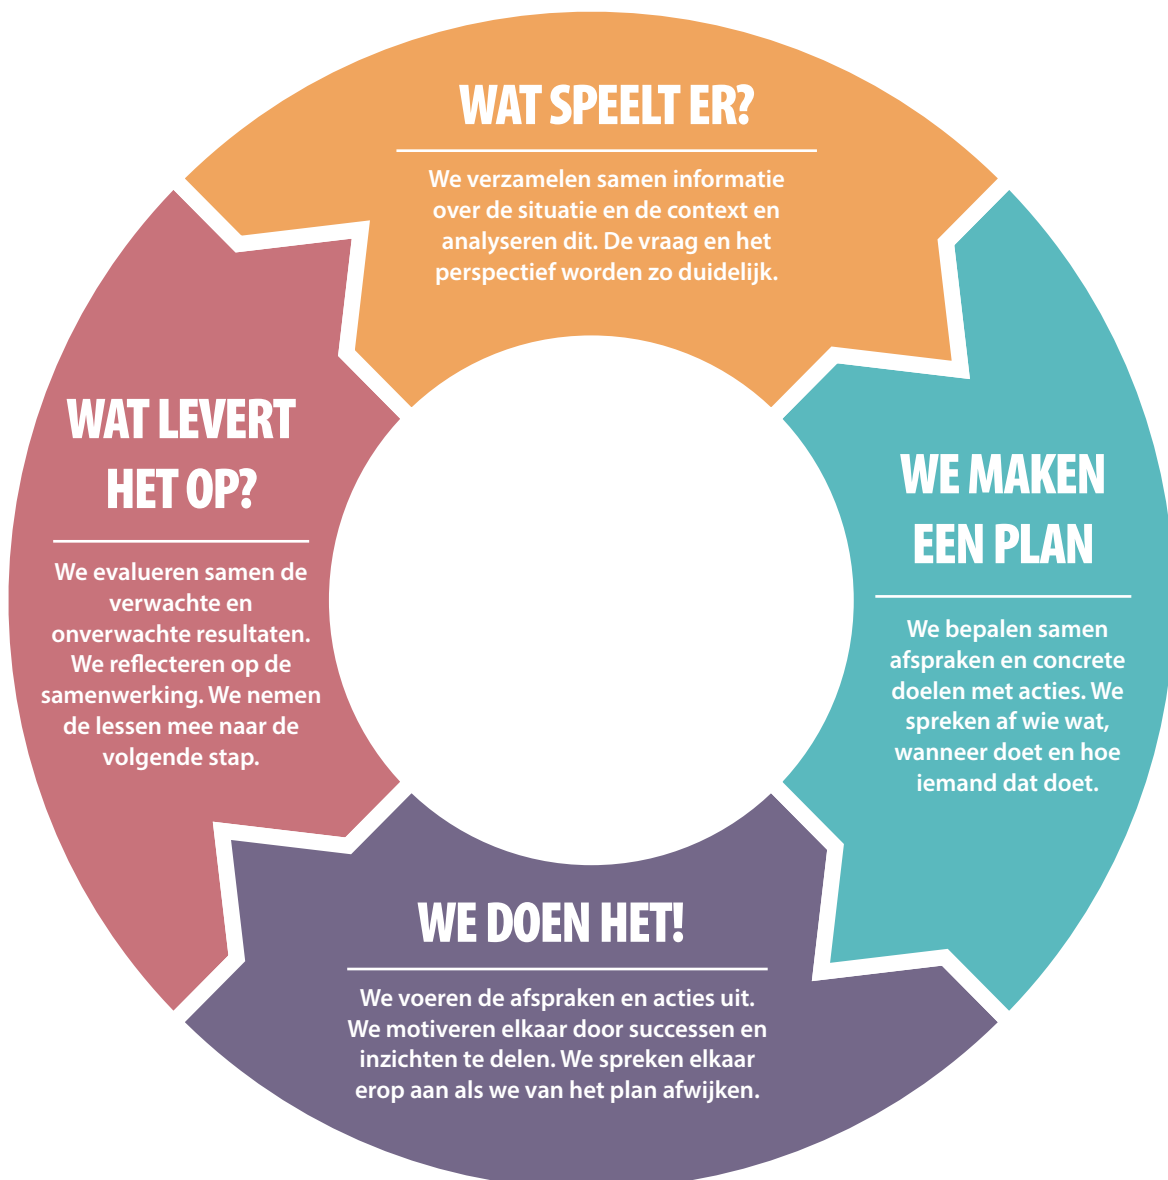 WAT SPEELT ER?
We verzamelen samen informatie
over de situatie en de context en
analyseren dit. De vraag en het
perspectief worden zo duidelijk.
WE MAKEN
EEN PLAN
We bepalen samen
afspraken en concrete
doelen met acties. We
spreken af wie wat,
wanneer doet en hoe
iemand dat doet.
WE DOEN HET!
We voeren de afspraken en acties uit.
We motiveren elkaar door successen en
inzichten te delen. We spreken elkaar
erop aan als we van het plan afwijken.
WAT LEVERT
HET OP?
We evalueren samen de
verwachte en
onverwachte resultaten.
We reflecteren op de
samenwerking. We nemen
de lessen mee naar de
volgende stap.